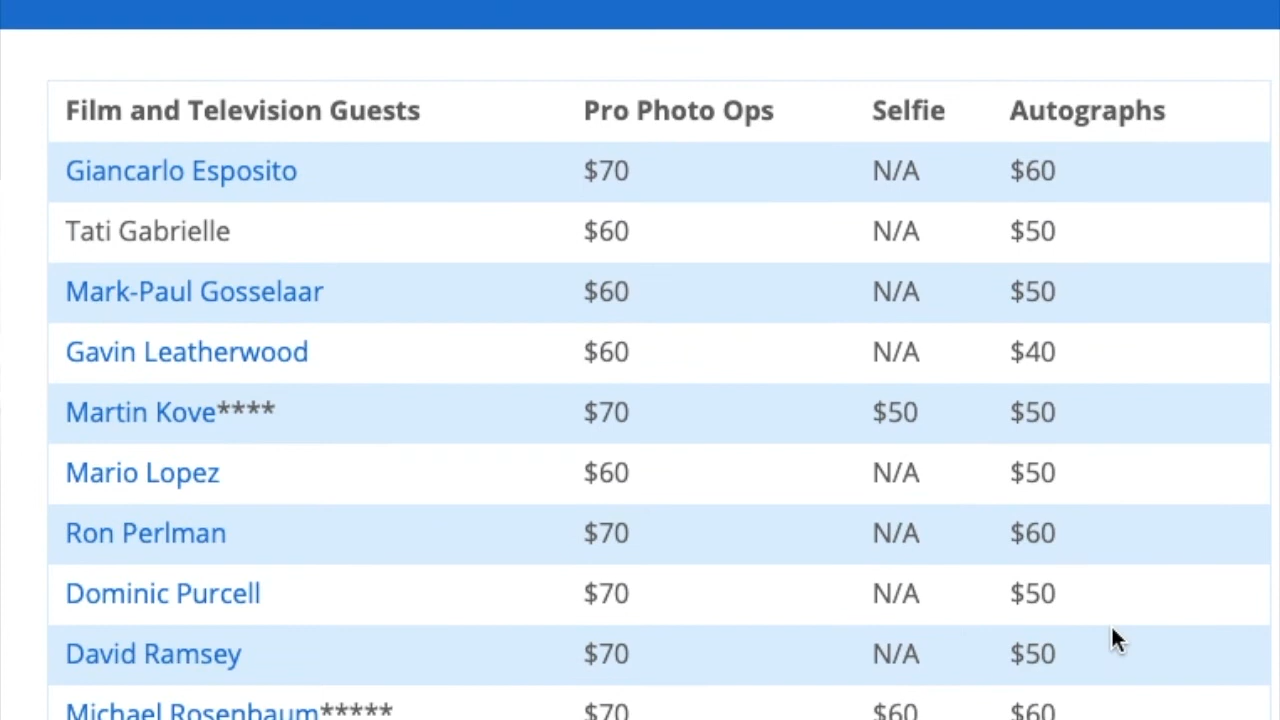 Film and Television Guests Pro Photo Ops Selfie Autographs
Giancarlo Esposito $70 N/A $60
Tati Gabrielle $60 N/A $50
Mark-Paul Gosselaar $60 N/A $50
Gavin Leatherwood $60 N/A $40
Martin Kove**** $70 $50 $50
Mario Lopez $60 N/A $50
Ron Perlman $70 N/A $60
Dominic Purcell $70 N/A $50
David Ramsey $70 N/A $50
Michael Rosenbaum***** $70 $60 $60